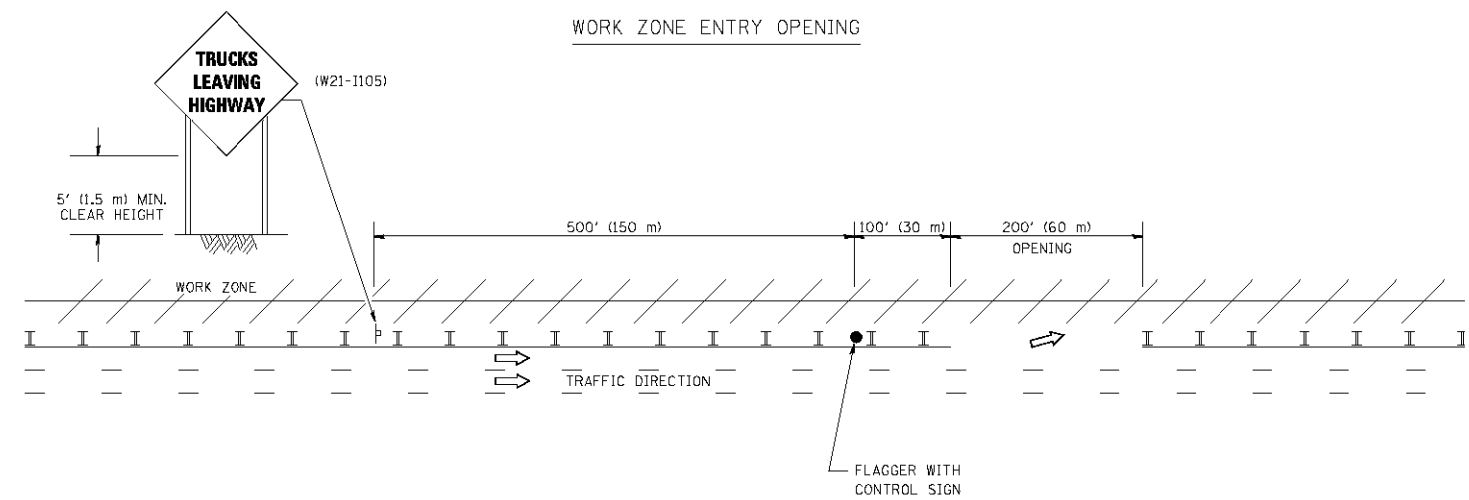 WORK ZONE ENTRY OPENING
TRUCKS
LEAVING
HIGHWAY
(W21-I105)
5' (1.5 m) MIN.
CLEAR HEIGHT
500' (150 m)
100' (30 m)
200' (60 m)
OPENING
WORK ZONE
TRAFFIC DIRECTION
FLAGGER WITH
CONTROL SIGN